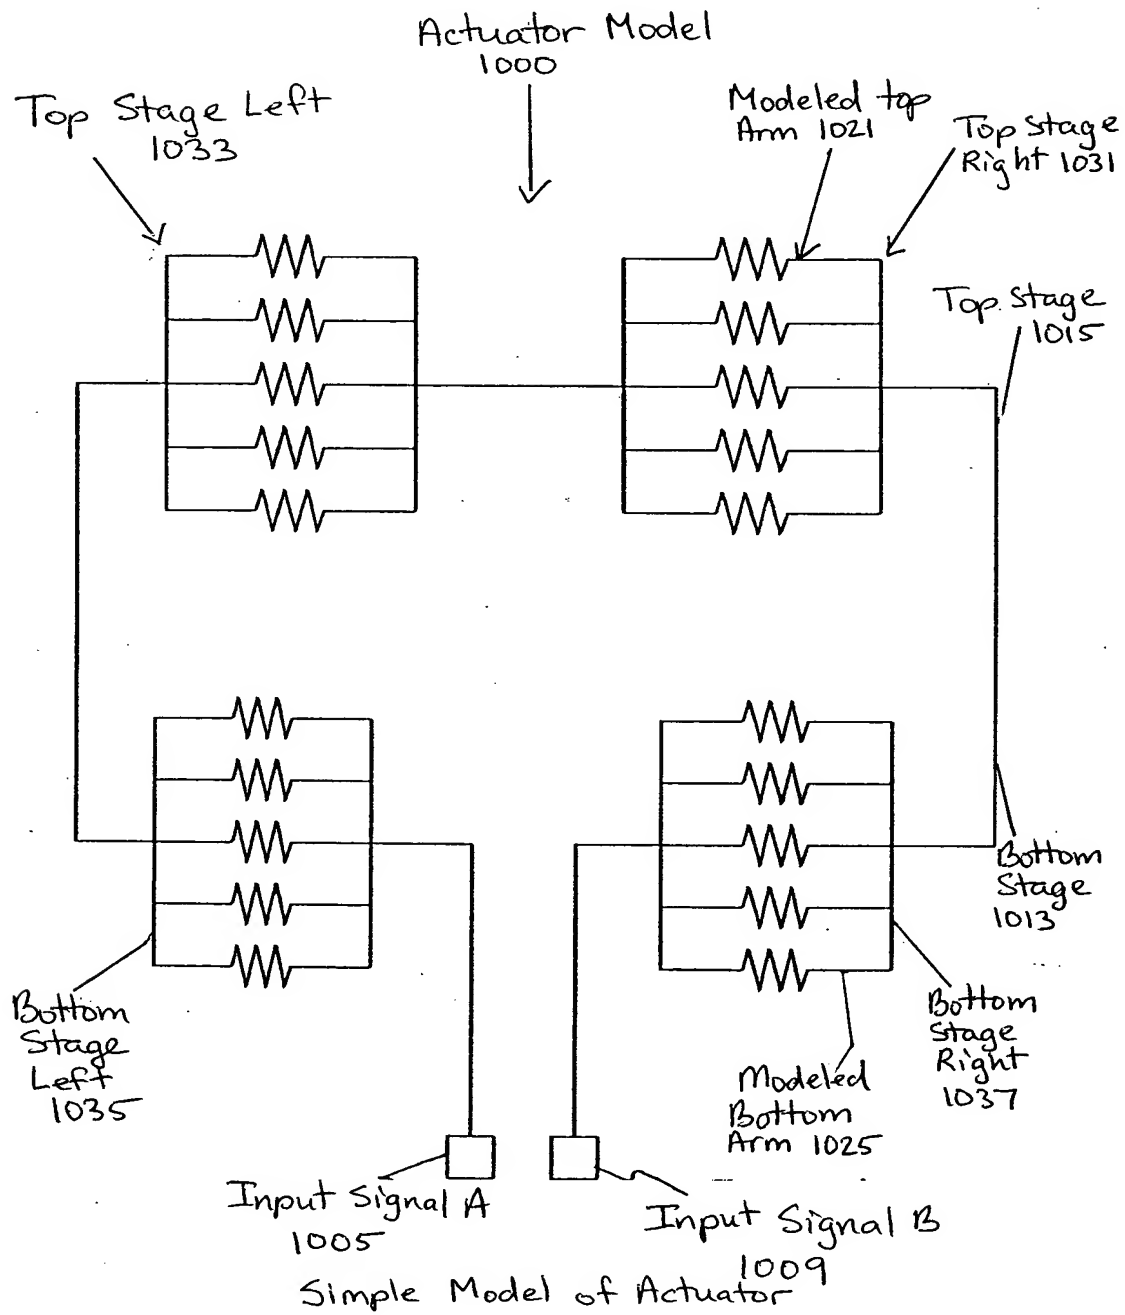 Actuator Model
1000
Top Stage Left
1033
Modeled top
Arm 1021
Top Stage
Right 1031
Top Stage
1015
Bottom
Stage
1013
Bottom
Stage
Left
1035
Bottom
Stage
Right
1037
Modeled
Bottom
Arm 1025
Input Signal A
1005
Input Signal B
1009
Simple Model of Actuator